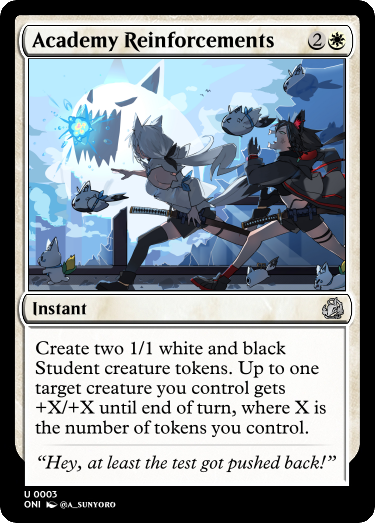 Academy Reinforcements 2
Instant
Create two 1/1 white and black
Student creature tokens. Up to one
target creature you control gets
+X/+X until end of turn, where X is
the number of tokens you control.
“Hey, at least the test got pushed back!”
U 0003
ONI @A_SUNYORO